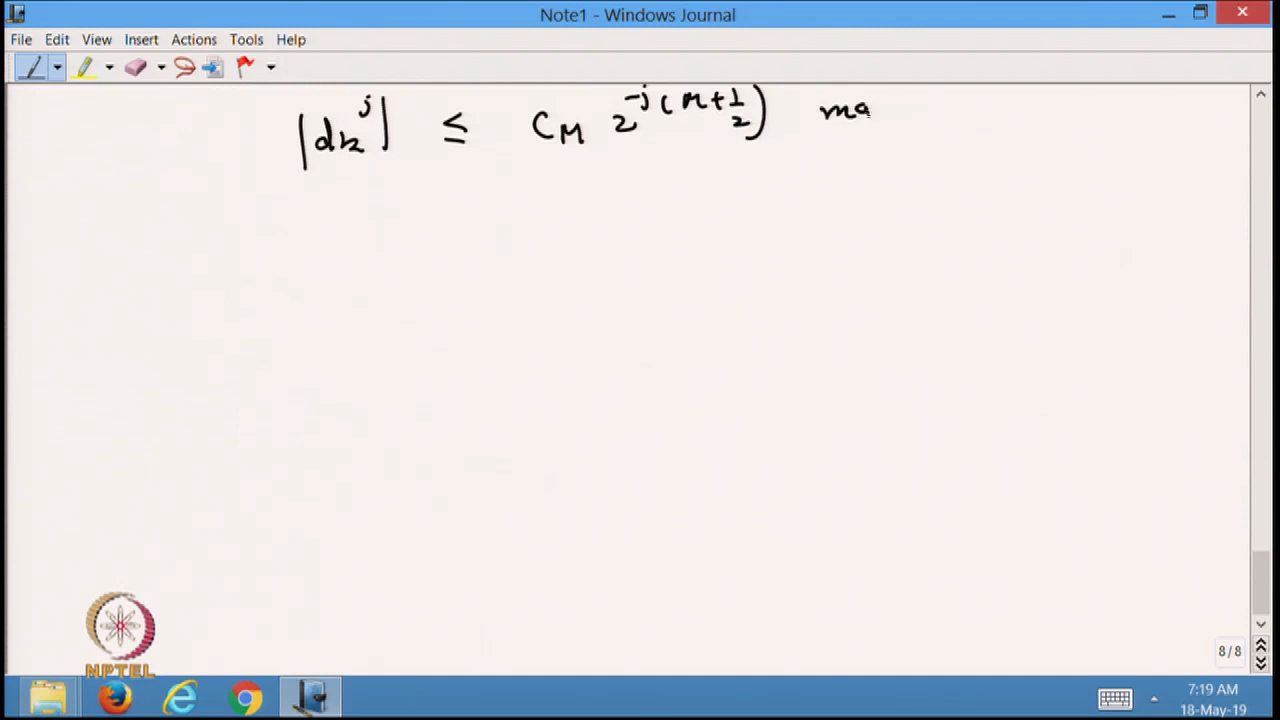 Note1 - Windows Journal
File Edit View Insert Actions Tools Help
|d_k^j| ≤ C_M 2^{-j(M+1/2)} ma
NPTEL
8 / 8
7:19 AM
18-May-19